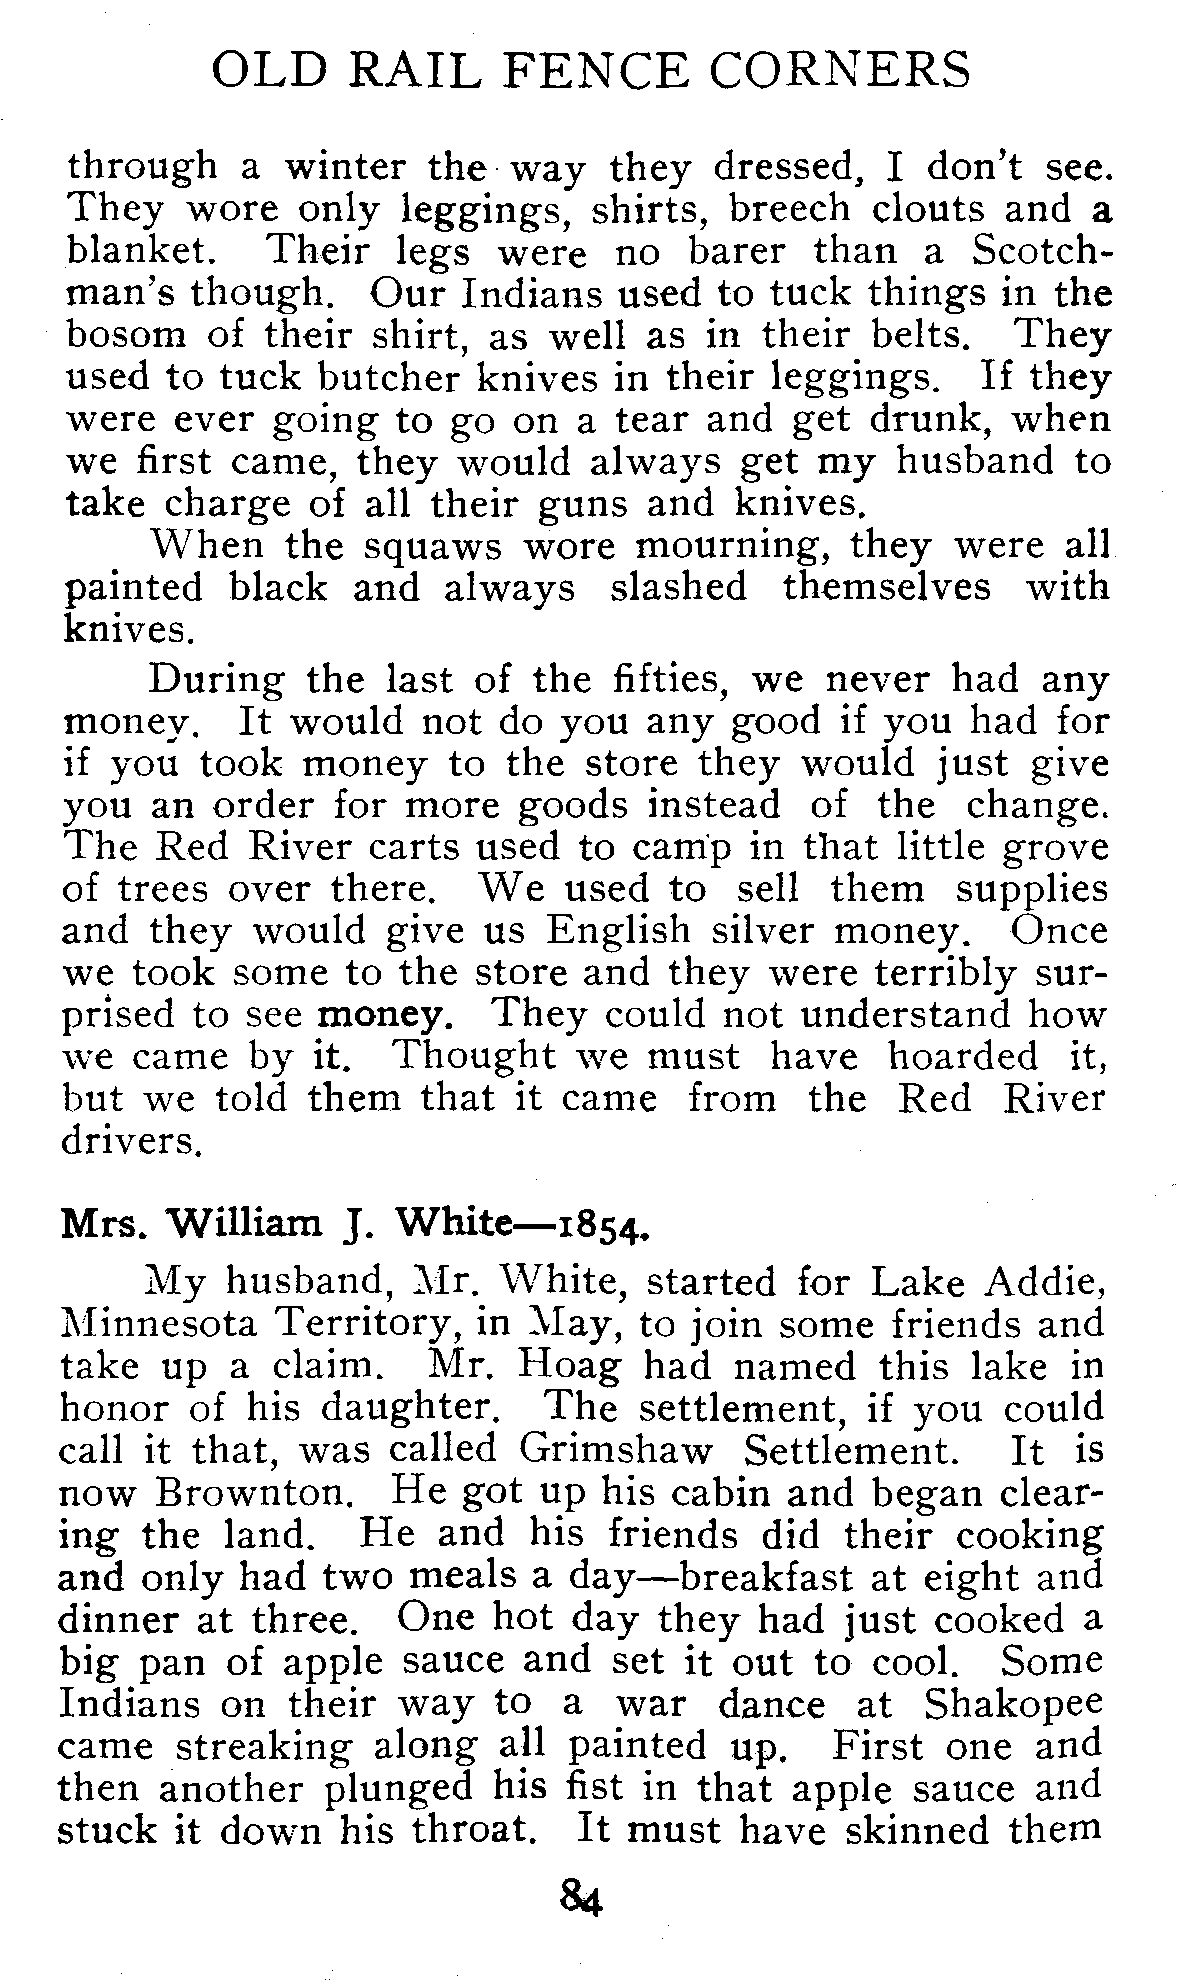 OLD RAIL FENCE CORNERS
through a winter the way they dressed, I don't see.
They wore only leggings, shirts, breech clouts and a
blanket. Their legs were no barer than a Scotch-
man's though. Our Indians used to tuck things in the
bosom of their shirt, as well as in their belts. They
used to tuck butcher knives in their leggings. If they
were ever going to go on a tear and get drunk, when
we first came, they would always get my husband to
take charge of all their guns and knives.
When the squaws wore mourning, they were all
painted black and always slashed themselves with
knives.
During the last of the fifties, we never had any
money. It would not do you any good if you had for
if you took money to the store they would just give
you an order for more goods instead of the change.
The Red River carts used to camp in that little grove
of trees over there. We used to sell them supplies
and they would give us English silver money. Once
we took some to the store and they were terribly sur-
prised to see money. They could not understand how
we came by it. Thought we must have hoarded it,
but we told them that it came from the Red River
drivers.
Mrs. William J. White—1854.
My husband, Mr. White, started for Lake Addie,
Minnesota Territory, in May, to join some friends and
take up a claim. Mr. Hoag had named this lake in
honor of his daughter. The settlement, if you could
call it that, was called Grimshaw Settlement. It is
now Brownton. He got up his cabin and began clear-
ing the land. He and his friends did their cooking
and only had two meals a day—breakfast at eight and
dinner at three. One hot day they had just cooked a
big pan of apple sauce and set it out to cool. Some
Indians on their way to a war dance at Shakopee
came streaking along all painted up. First one and
then another plunged his fist in that apple sauce and
stuck it down his throat. It must have skinned them
84